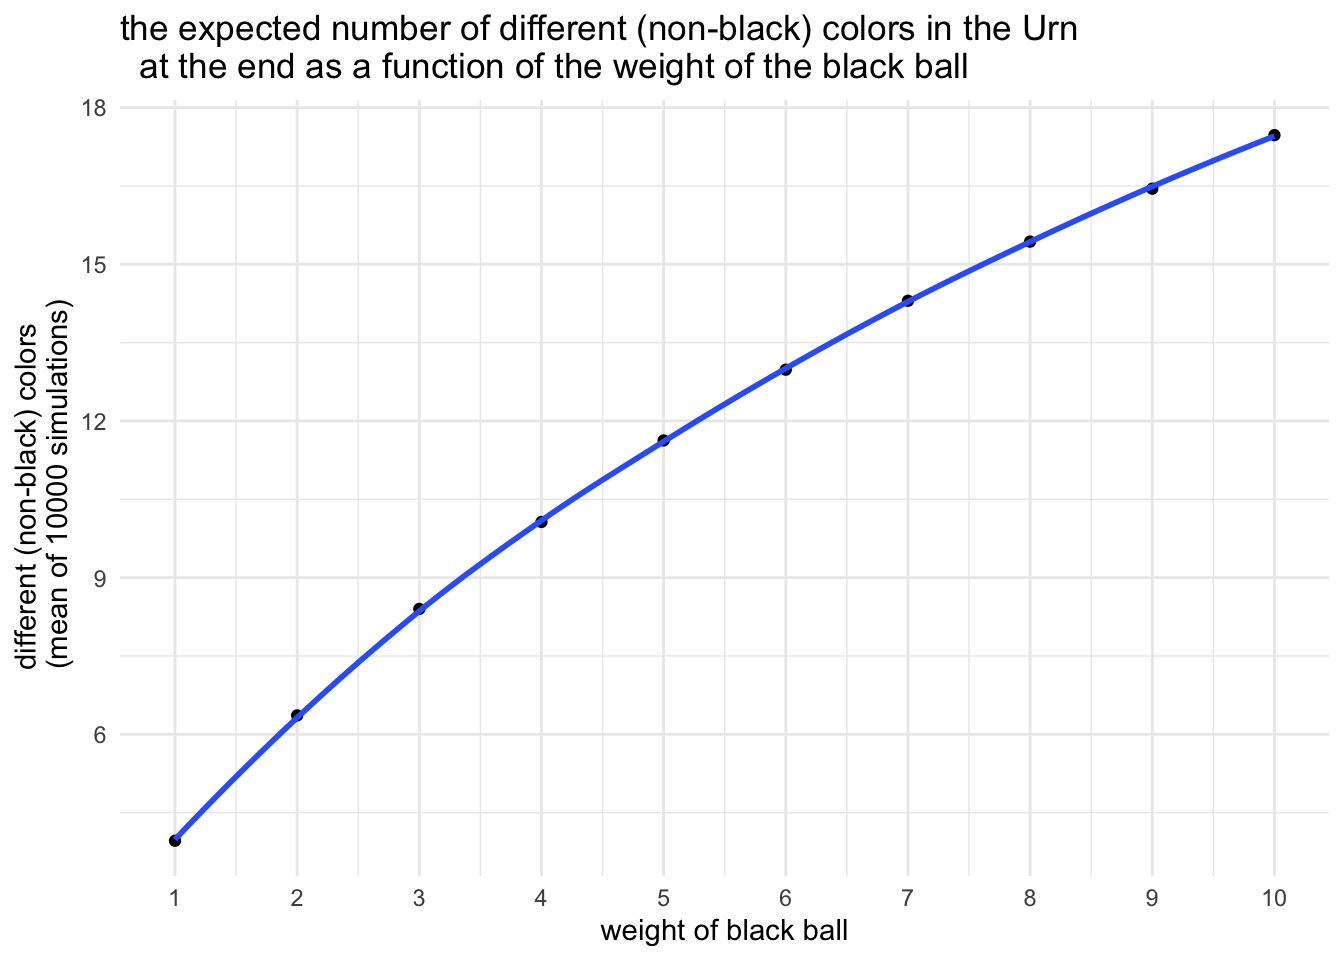 the expected number of different (non-black) colors in the Urn
at the end as a function of the weight of the black ball
different (non-black) colors
(mean of 10000 simulations)
18
15
12
9
6
1 2 3 4 5 6 7 8 9 10
weight of black ball